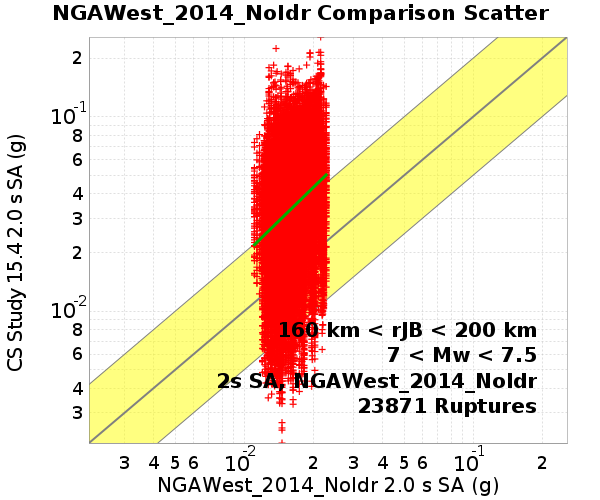 NGAWest_2014_NoIdr Comparison Scatter
CS Study 15.4 2.0 s SA (g)
2
10-1
8
6
4
3
2
10-2
8
6
4
3
160 km < rJB < 200 km
7 < Mw < 7.5
2s SA, NGAWest_2014_NoIdr
23871 Ruptures
3 4 5 6 10-2 2 3 4 5 6 10-1 2
NGAWest_2014_NoIdr 2.0 s SA (g)